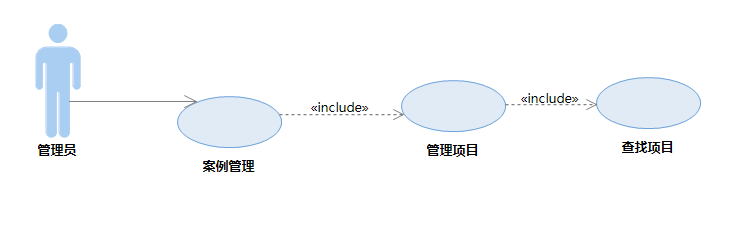 «include»
«include»
管理员
案例管理
管理项目
查找项目